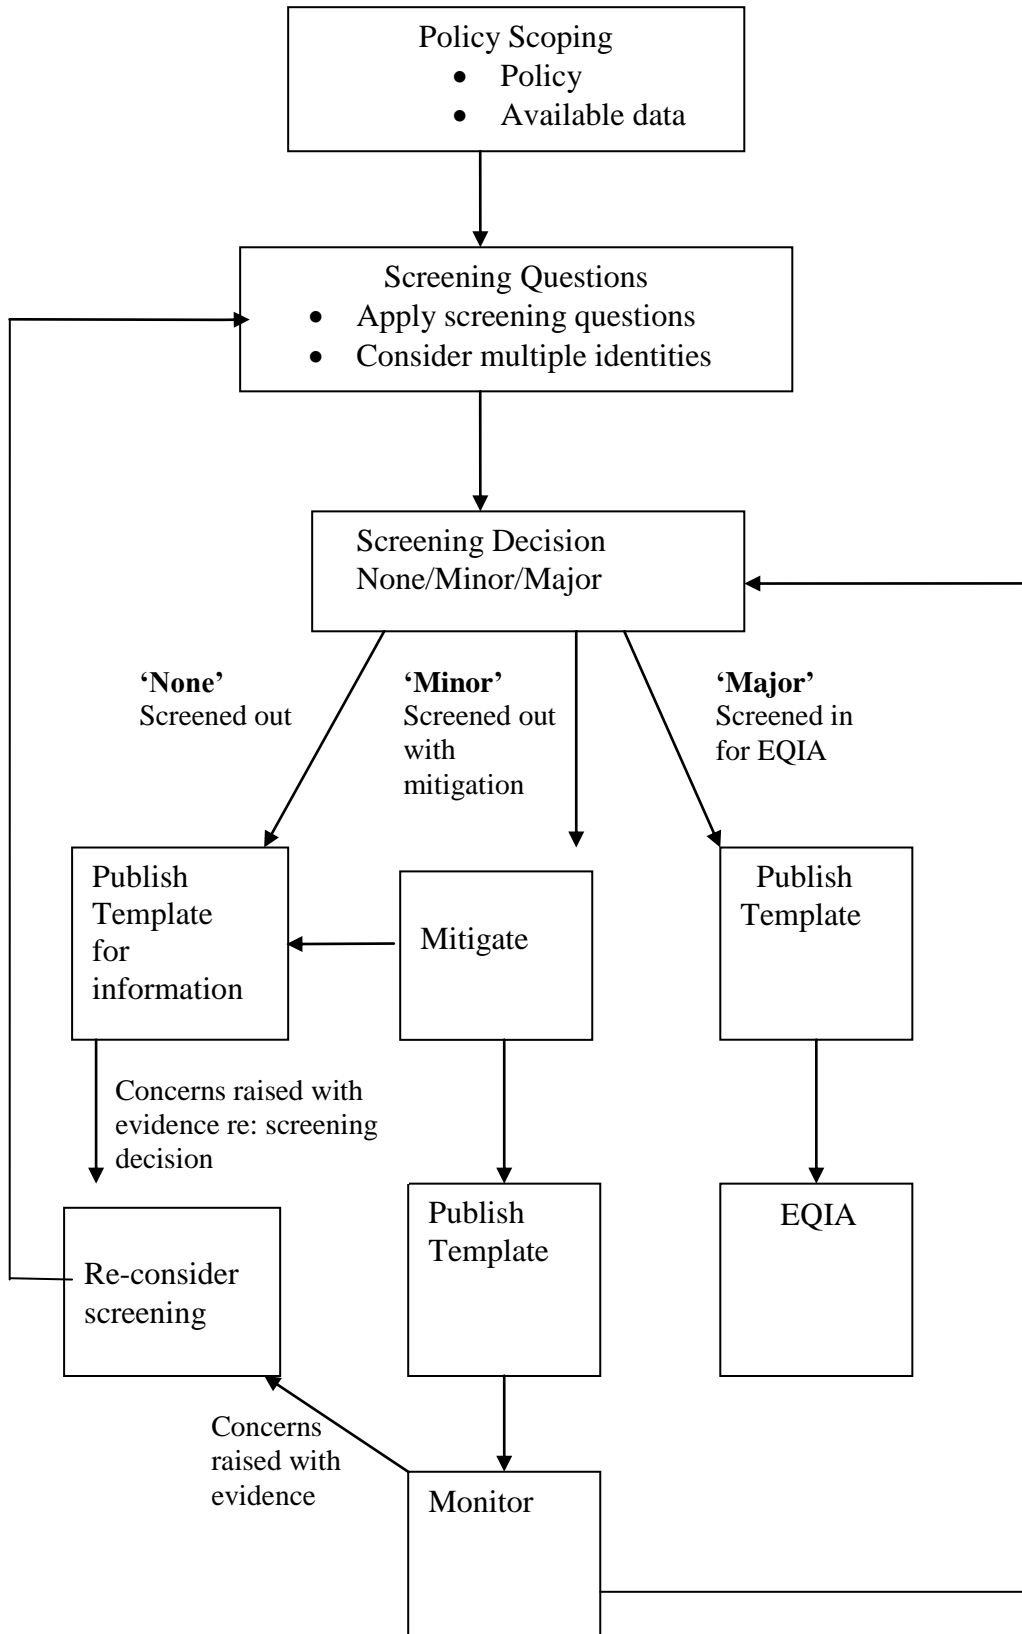 Policy Scoping
• Policy
• Available data
Screening Questions
• Apply screening questions
• Consider multiple identities
Screening Decision
None/Minor/Major
‘None’
Screened out
‘Minor’
Screened out
with
mitigation
‘Major’
Screened in
for EQIA
Publish
Template
for
information
Mitigate
Publish
Template
Concerns raised with
evidence re: screening
decision
Re-consider
screening
Publish
Template
EQIA
Concerns
raised with
evidence
Monitor